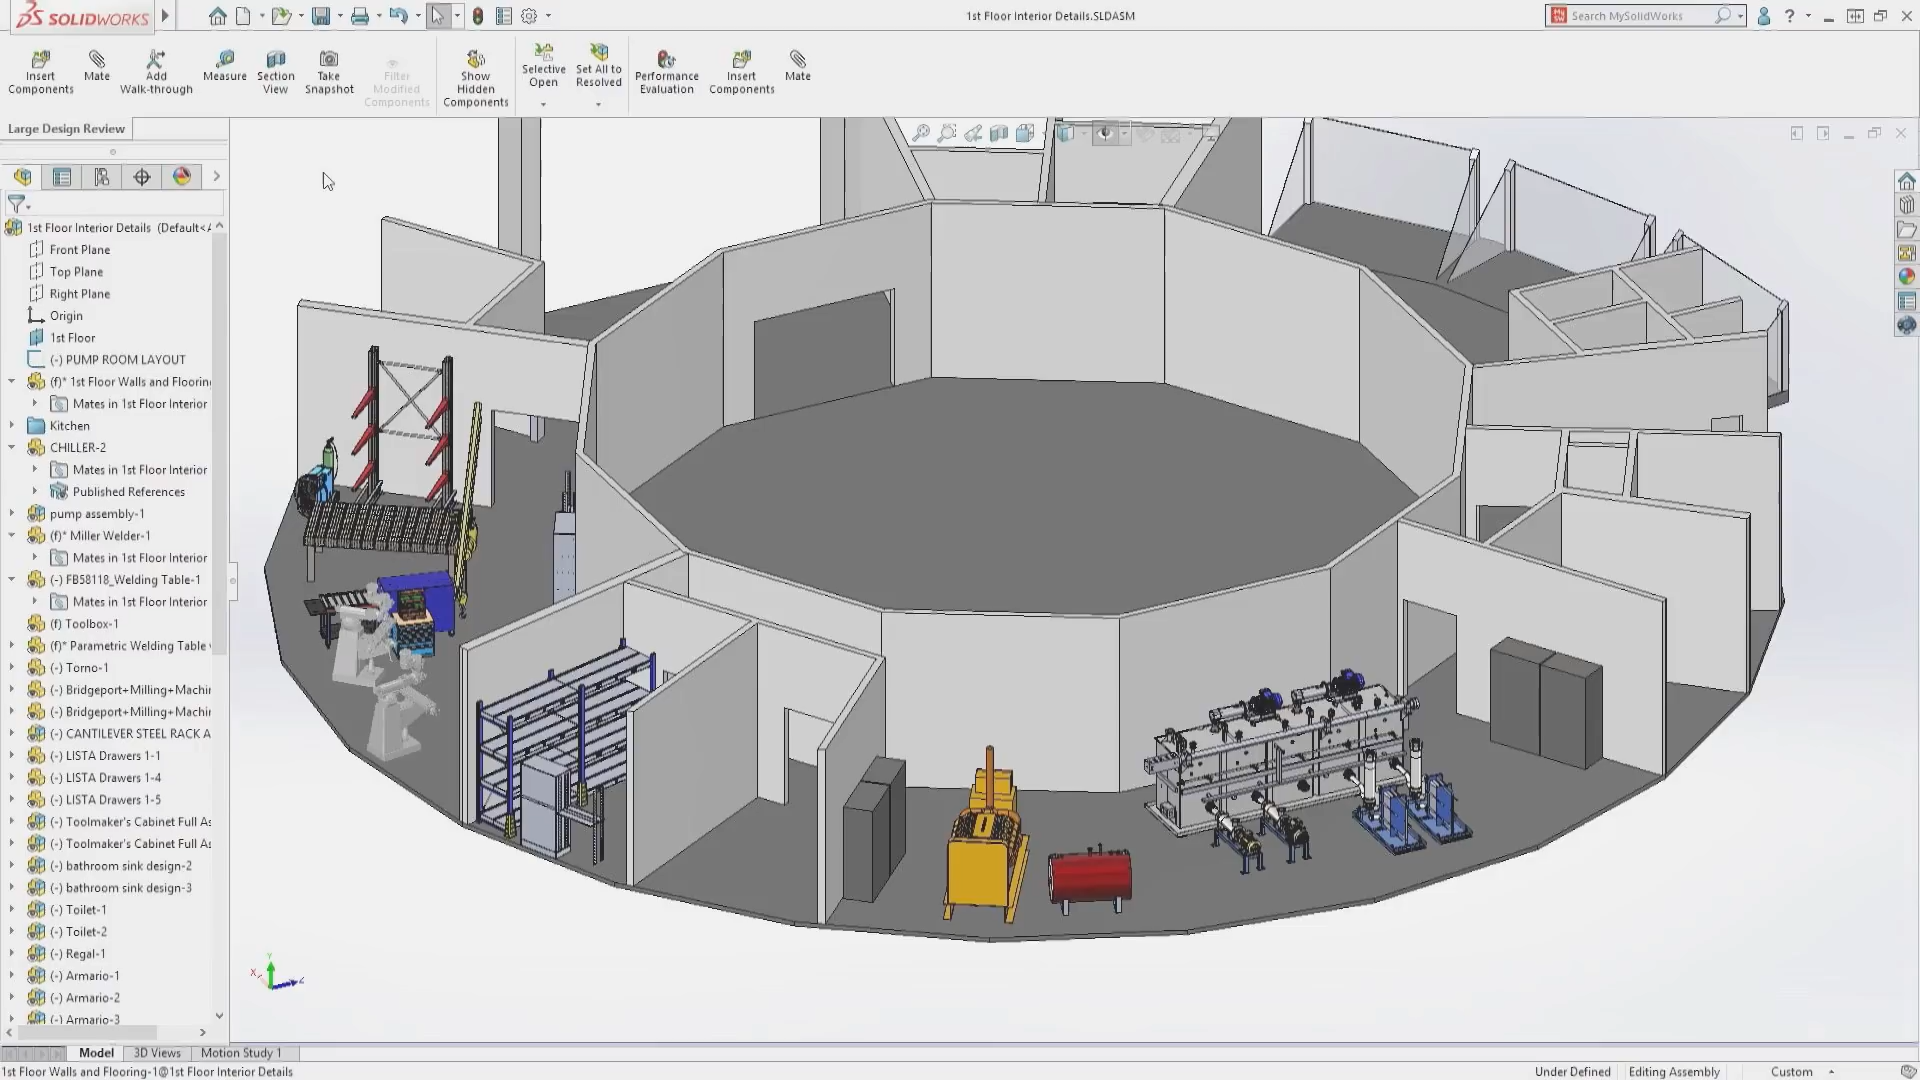 SOLIDWORKS
1st Floor Interior Details.SLDASM
Search MySolidWorks
Insert Components
Mate
Add Walk-through
Measure
Section View
Take Snapshot
Filter Modified Components
Show Hidden Components
Selective Open
Set All to Resolved
Performance Evaluation
Insert Components
Mate
Large Design Review
1st Floor Interior Details (Default<
Front Plane
Top Plane
Right Plane
Origin
1st Floor
(-) PUMP ROOM LAYOUT
(f)* 1st Floor Walls and Flooring
Mates in 1st Floor Interior
Kitchen
CHILLER-2
Mates in 1st Floor Interior
Published References
pump assembly-1
(f)* Miller Welder-1
Mates in 1st Floor Interior
(-) FB58118_Welding Table-1
Mates in 1st Floor Interior
(f) Toolbox-1
(f)* Parametric Welding Table
(-) Torno-1
(-) Bridgeport+Milling+Machin
(-) Bridgeport+Milling+Machin
(-) CANTILEVER STEEL RACK A
(-) LISTA Drawers 1-1
(-) LISTA Drawers 1-4
(-) LISTA Drawers 1-5
(-) Toolmaker's Cabinet Full As
(-) Toolmaker's Cabinet Full As
(-) bathroom sink design-2
(-) bathroom sink design-3
(-) Toilet-1
(-) Toilet-2
(-) Regal-1
(-) Armario-1
(-) Armario-2
(-) Armario-3
Y
X
Z
Model
3D Views
Motion Study 1
1st Floor Walls and Flooring-1@1st Floor Interior Details
Under Defined
Editing Assembly
Custom